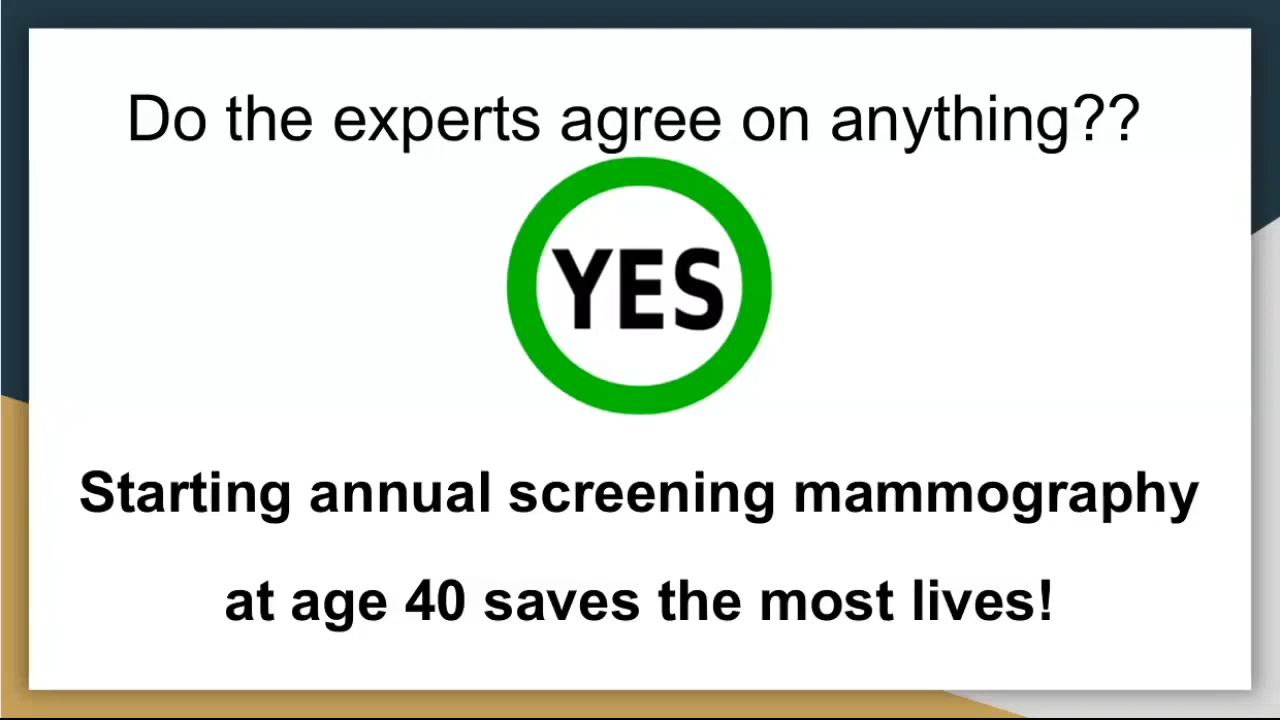 Do the experts agree on anything??
YES
Starting annual screening mammography
at age 40 saves the most lives!